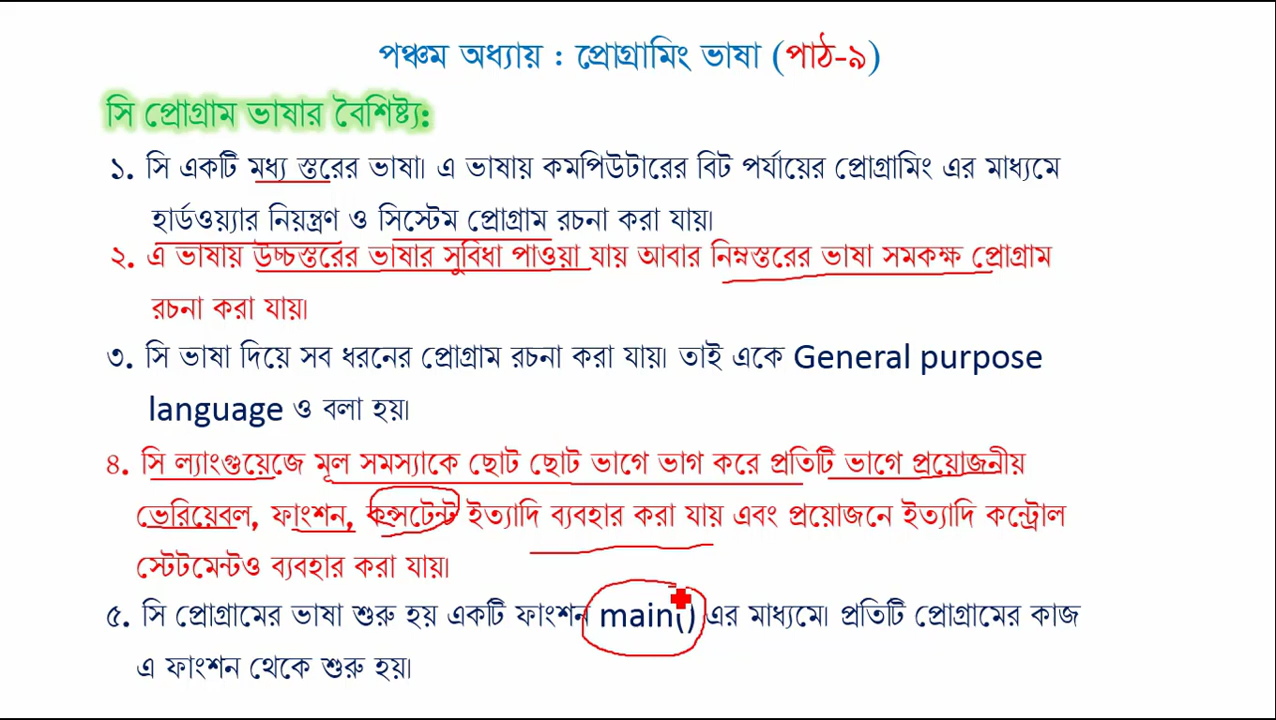 পঞ্চম অধ্যায় : প্রোগ্রামিং ভাষা (পাঠ-৯)
সি প্রোগ্রাম ভাষার বৈশিষ্ট্য:
১. সি একটি মধ্য স্তরের ভাষা। এ ভাষায় কমপিউটারের বিট পর্যায়ের প্রোগ্রামিং এর মাধ্যমে
হার্ডওয়্যার নিয়ন্ত্রণ ও সিস্টেম প্রোগ্রাম রচনা করা যায়।
২. এ ভাষায় উচ্চস্তরের ভাষার সুবিধা পাওয়া যায় আবার নিম্নস্তরের ভাষা সমকক্ষ প্রোগ্রাম
রচনা করা যায়।
৩. সি ভাষা দিয়ে সব ধরনের প্রোগ্রাম রচনা করা যায়। তাই একে General purpose
language ও বলা হয়।
৪. সি ল্যাংগুয়েজে মূল সমস্যাকে ছোট ছোট ভাগে ভাগ করে প্রতিটি ভাগে প্রয়োজনীয়
ভেরিয়েবল, ফাংশন, কন্সটেন্ট ইত্যাদি ব্যবহার করা যায় এবং প্রয়োজনে ইত্যাদি কন্ট্রোল
স্টেটমেন্টও ব্যবহার করা যায়।
৫. সি প্রোগ্রামের ভাষা শুরু হয় একটি ফাংশন main() এর মাধ্যমে। প্রতিটি প্রোগ্রামের কাজ
এ ফাংশন থেকে শুরু হয়।